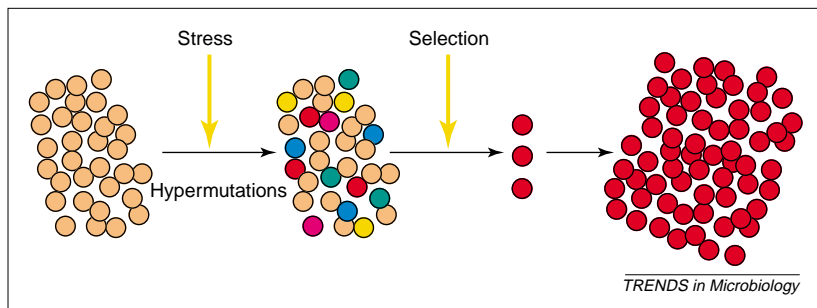 Stress
Selection
Hypermutations
TRENDS in Microbiology